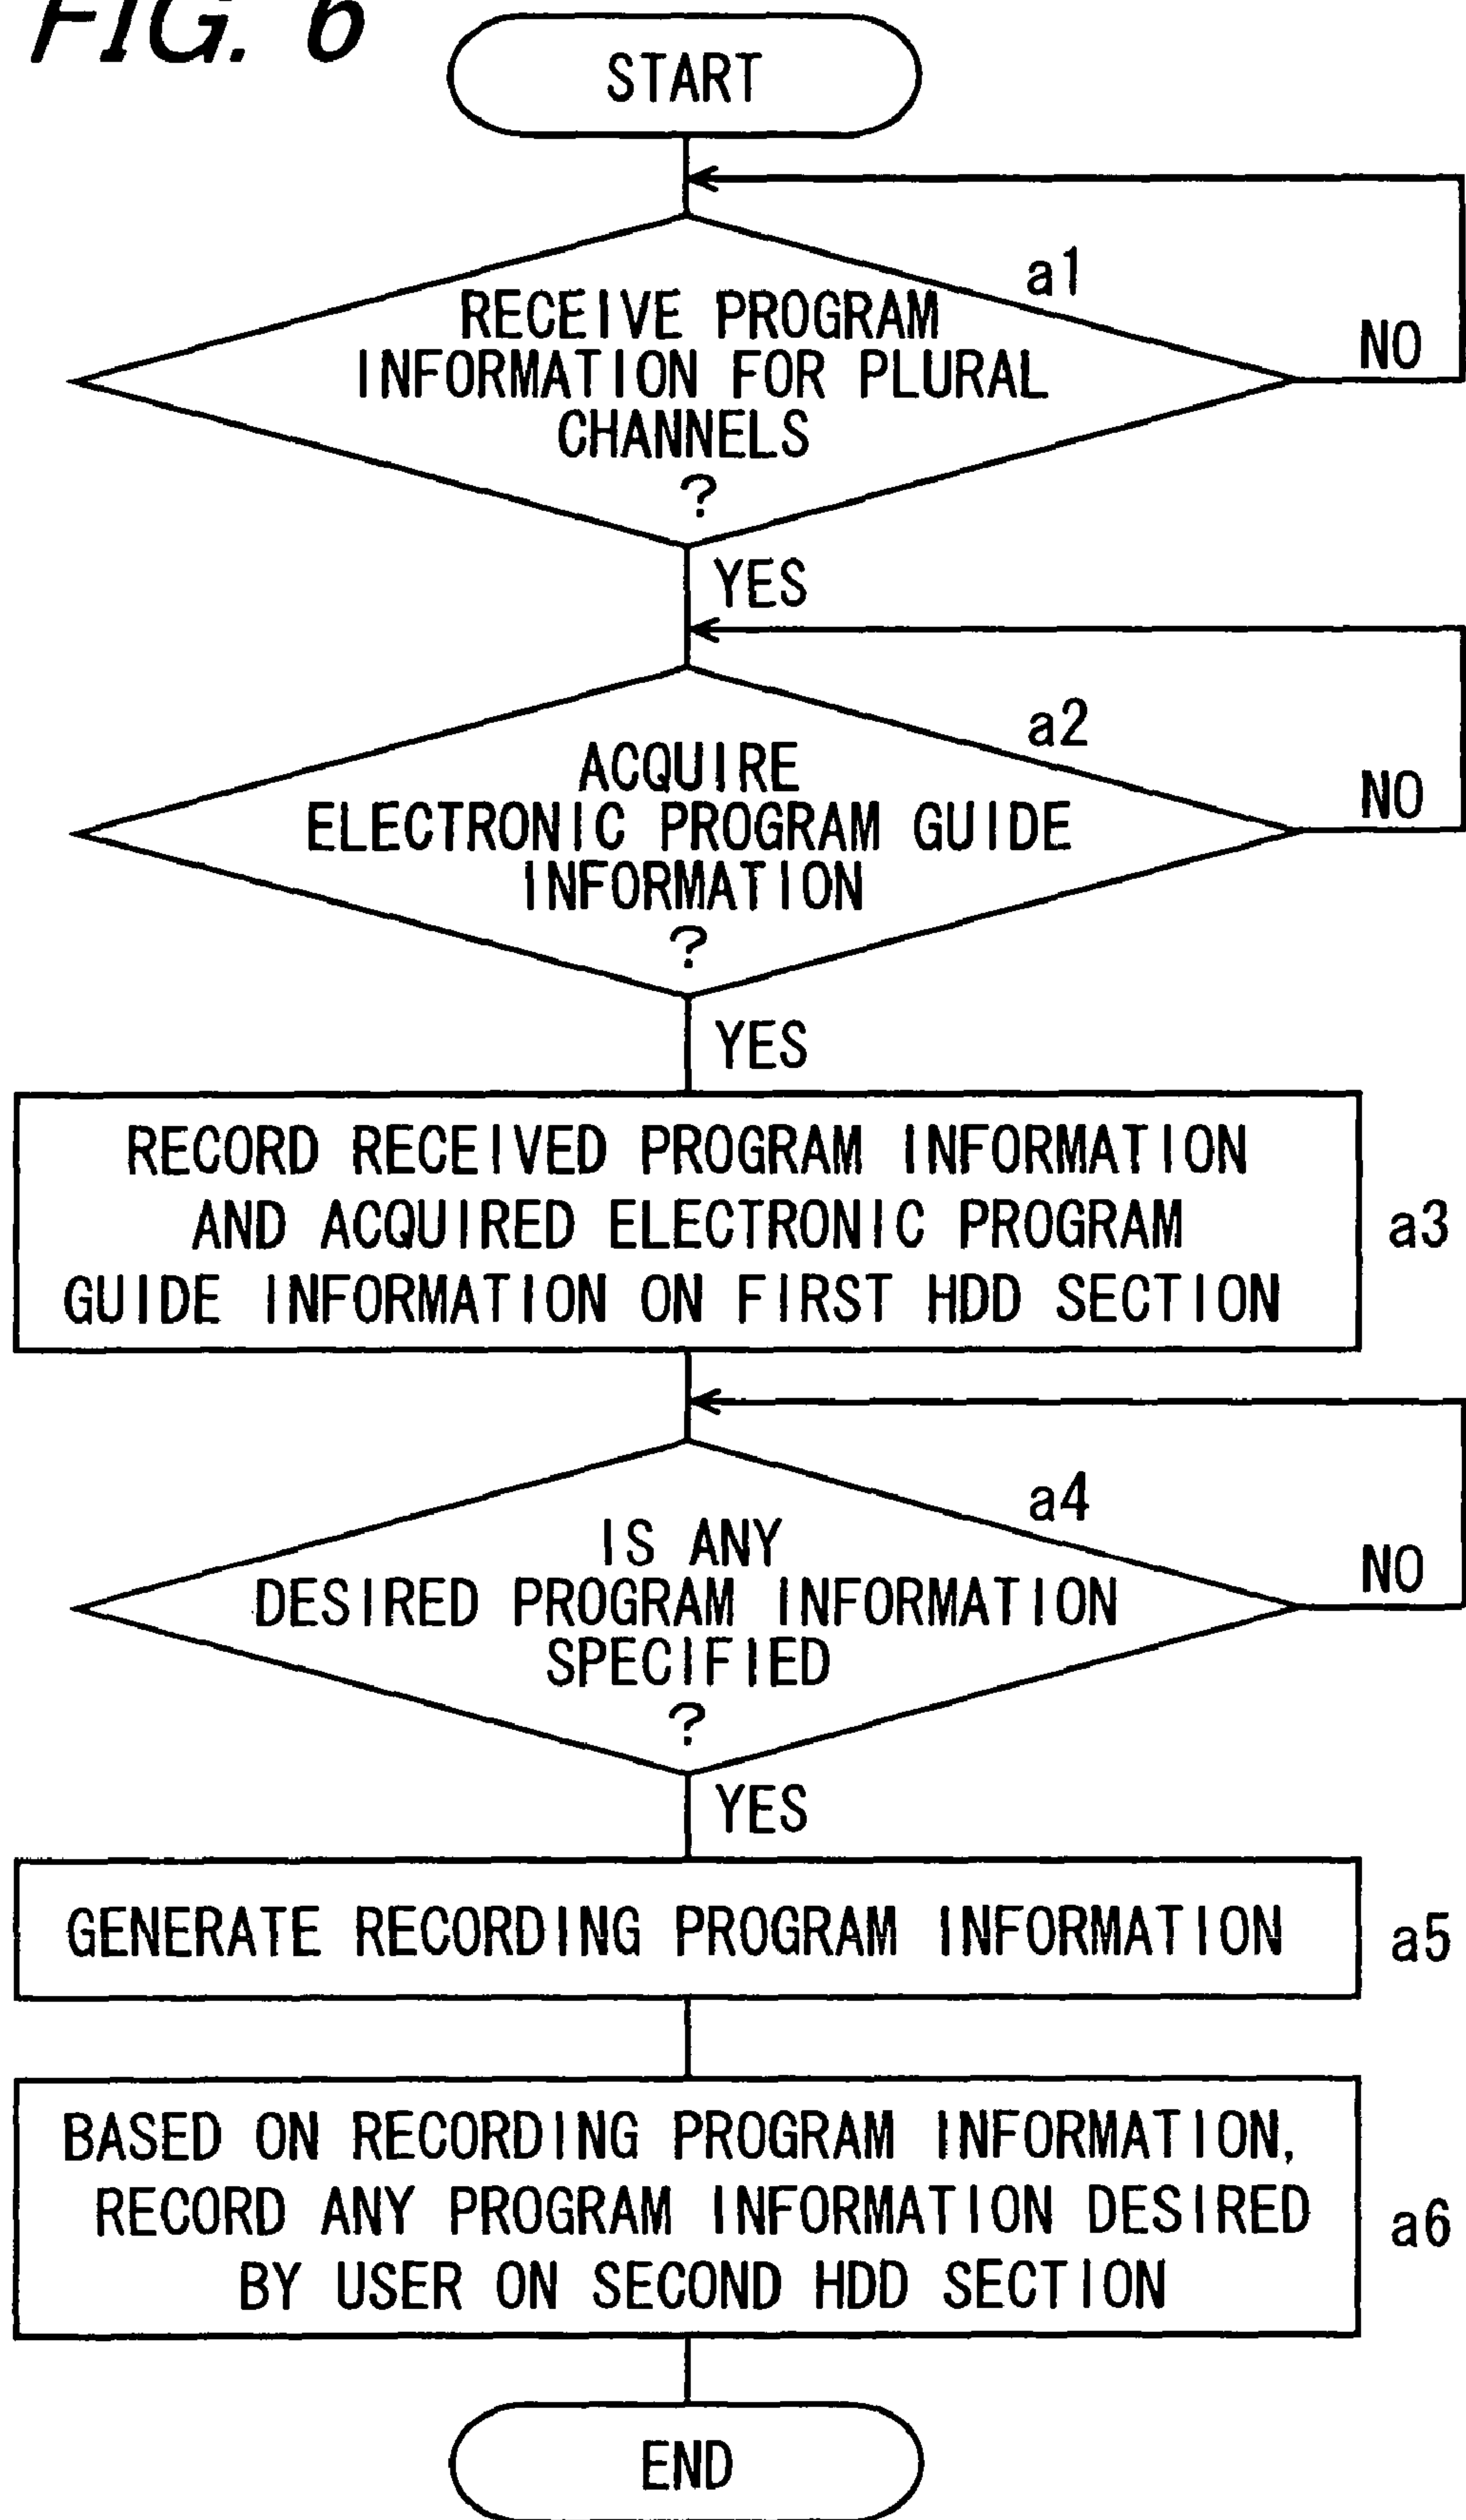 FIG. 6
START
a1
RECEIVE PROGRAM
INFORMATION FOR PLURAL
CHANNELS
?
NO
YES
a2
ACQUIRE
ELECTRONIC PROGRAM GUIDE
INFORMATION
?
NO
YES
RECORD RECEIVED PROGRAM INFORMATION
AND ACQUIRED ELECTRONIC PROGRAM
GUIDE INFORMATION ON FIRST HDD SECTION
a3
a4
IS ANY
DESIRED PROGRAM INFORMATION
SPECIFIED
?
NO
YES
GENERATE RECORDING PROGRAM INFORMATION
a5
BASED ON RECORDING PROGRAM INFORMATION,
RECORD ANY PROGRAM INFORMATION DESIRED
BY USER ON SECOND HDD SECTION
a6
END